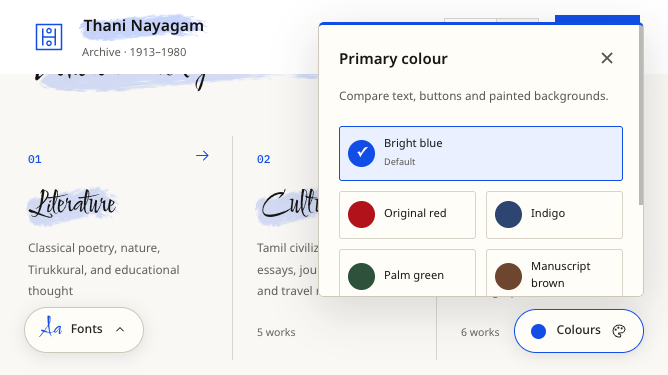 Thani Nayagam
Archive · 1913–1980
Primary colour
Compare text, buttons and painted backgrounds.
Bright blue
Default
Original red
Indigo
Palm green
Manuscript
brown
01
Literature
Classical poetry, nature,
Tirukkural, and educational
thought
02
Tamil
essays,
and travel
5 works
6 works
Aa Fonts
Colours